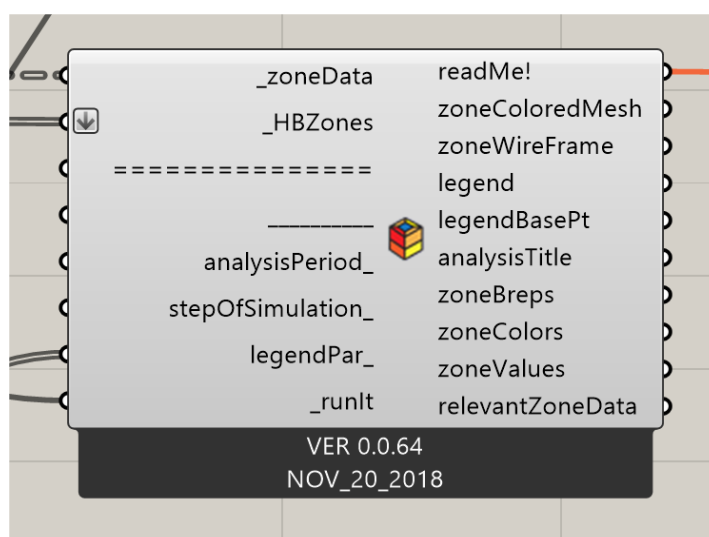 _zoneData
_HBZones
===============
__________
analysisPeriod_
stepOfSimulation_
legendPar_
_runIt
readMe!
zoneColoredMesh
zoneWireFrame
legend
legendBasePt
analysisTitle
zoneBreps
zoneColors
zoneValues
relevantZoneData
VER 0.0.64
NOV_20_2018